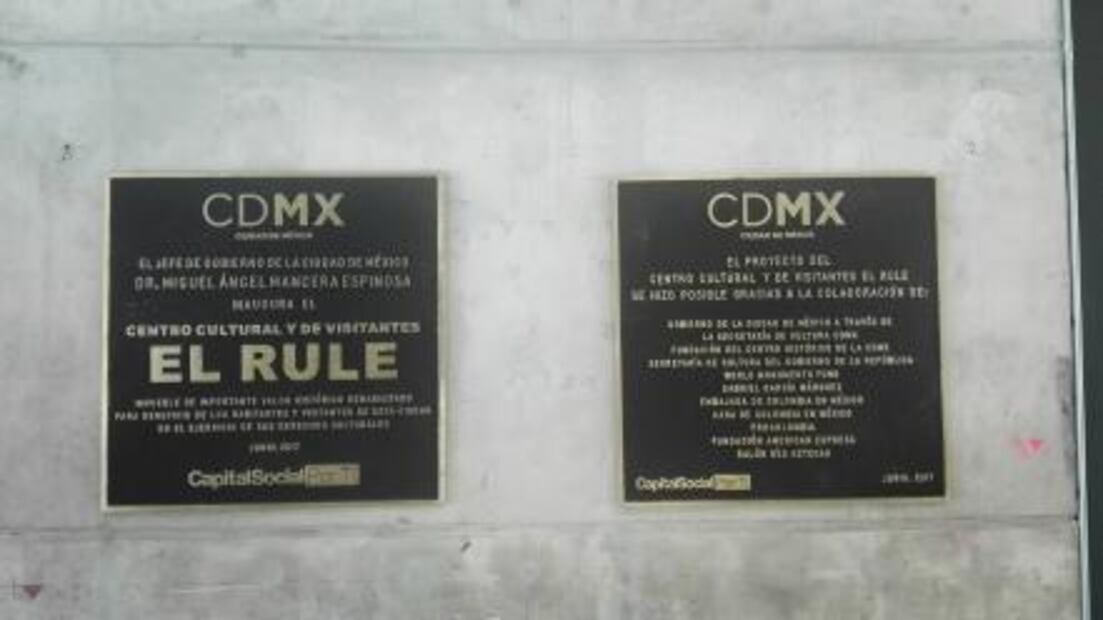 CDMX
CIUDAD DE MÉXICO
EL JEFE DE GOBIERNO DE LA CIUDAD DE MÉXICO
DR. MIGUEL ÁNGEL MANCERA ESPINOSA
INAUGURA EL
CENTRO CULTURAL Y DE VISITANTES
EL RULE
INMUEBLE DE IMPORTANTE VALOR HISTÓRICO
PARA BENEFICIO DE LOS HABITANTES Y VISITANTES DE ESTA CIUDAD
EN EL EJERCICIO DE SUS DERECHOS CULTURALES
JUNIO, 2017
CapitalSocial Por Ti
CDMX
CIUDAD DE MÉXICO
EL PROYECTO DEL
CENTRO CULTURAL Y DE VISITANTES EL RULE
SE HIZO POSIBLE GRACIAS A LA COLABORACIÓN DE:
GOBIERNO DE LA CIUDAD DE MÉXICO A TRAVÉS DE
LA SECRETARÍA DE CULTURA CDMX
FUNDACIÓN DEL CENTRO HISTÓRICO DE LA CDMX
SECRETARÍA DE CULTURA DEL GOBIERNO DE LA REPÚBLICA
WORLD MONUMENTS FUND
GABRIEL GARCÍA MÁRQUEZ
EMBAJADA DE COLOMBIA EN MÉXICO
CASA DE COLOMBIA EN MÉXICO
PROCOLOMBIA
FUNDACIÓN AMERICAN EXPRESS
CapitalSocial Por Ti
JUNIO, 2017